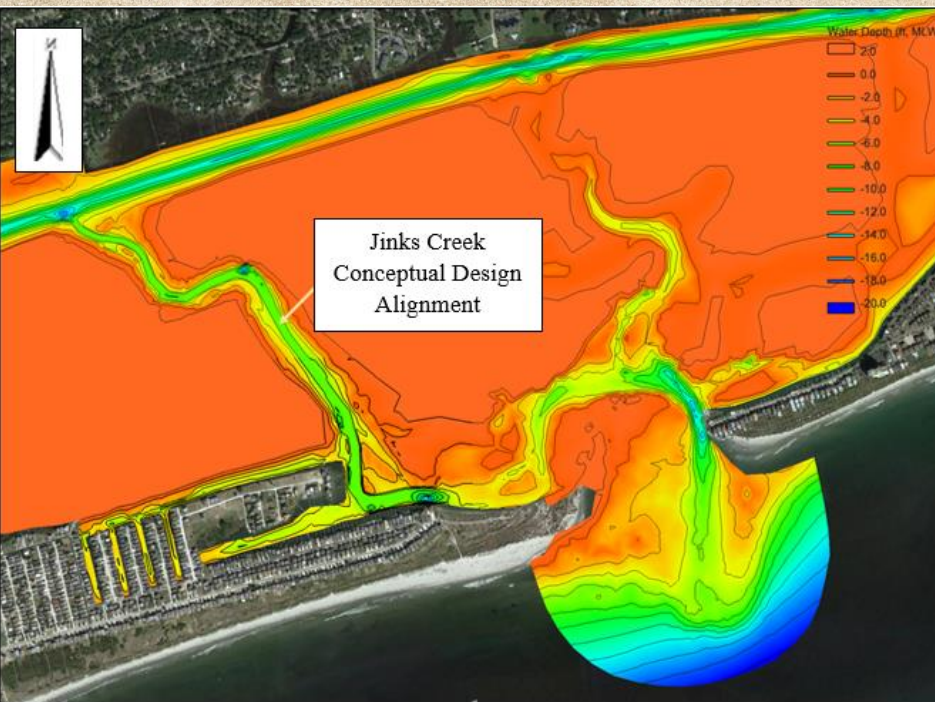 N
Water Depth (ft, MLW
2.0
0.0
-2.0
-4.0
-6.0
-8.0
-10.0
-12.0
-14.0
-16.0
-18.0
-20.0
Jinks Creek
Conceptual Design
Alignment